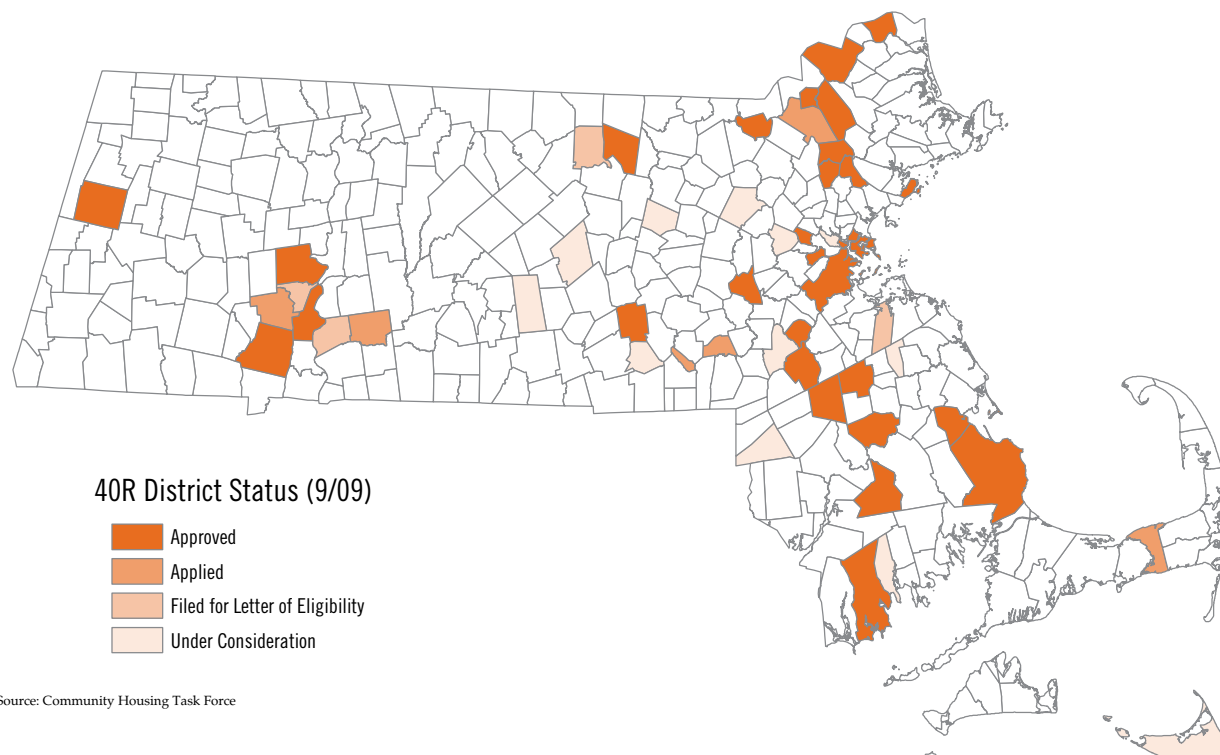 40R District Status (9/09)
Approved
Applied
Filed for Letter of Eligibility
Under Consideration
Source: Community Housing Task Force